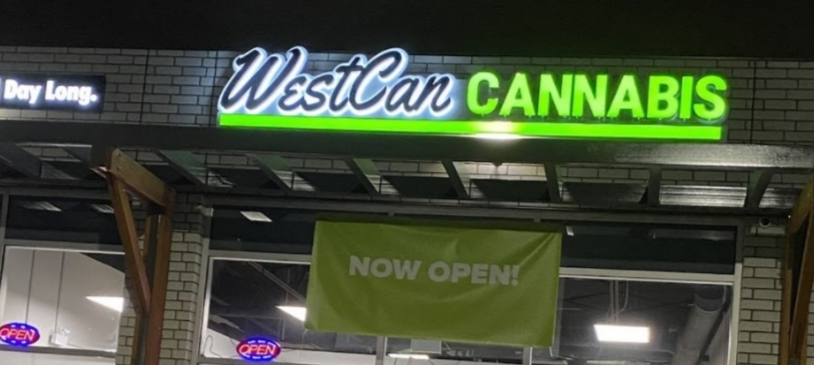 Day Long.
WestCan CANNABIS
NOW OPEN!
OPEN
OPEN